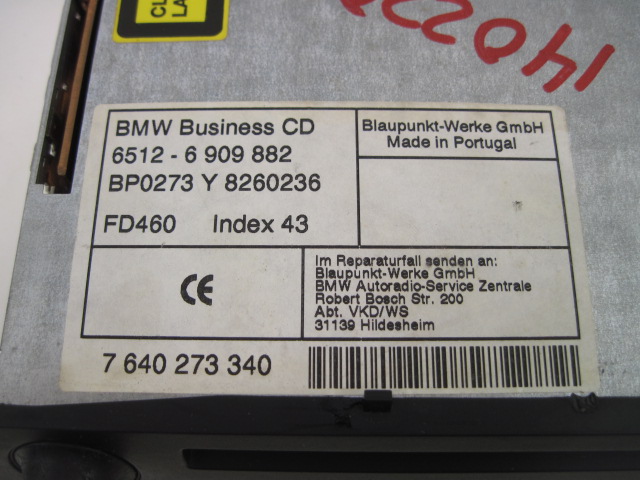 CL
LA
BMW Business CD
6512 - 6 909 882
BP0273 Y 8260236
FD460 Index 43
Blaupunkt-Werke GmbH
Made in Portugal
CE
Im Reparaturfall senden an:
Blaupunkt-Werke GmbH
BMW Autoradio-Service Zentrale
Robert Bosch Str. 200
Abt. VKD/WS
31139 Hildesheim
7 640 273 340